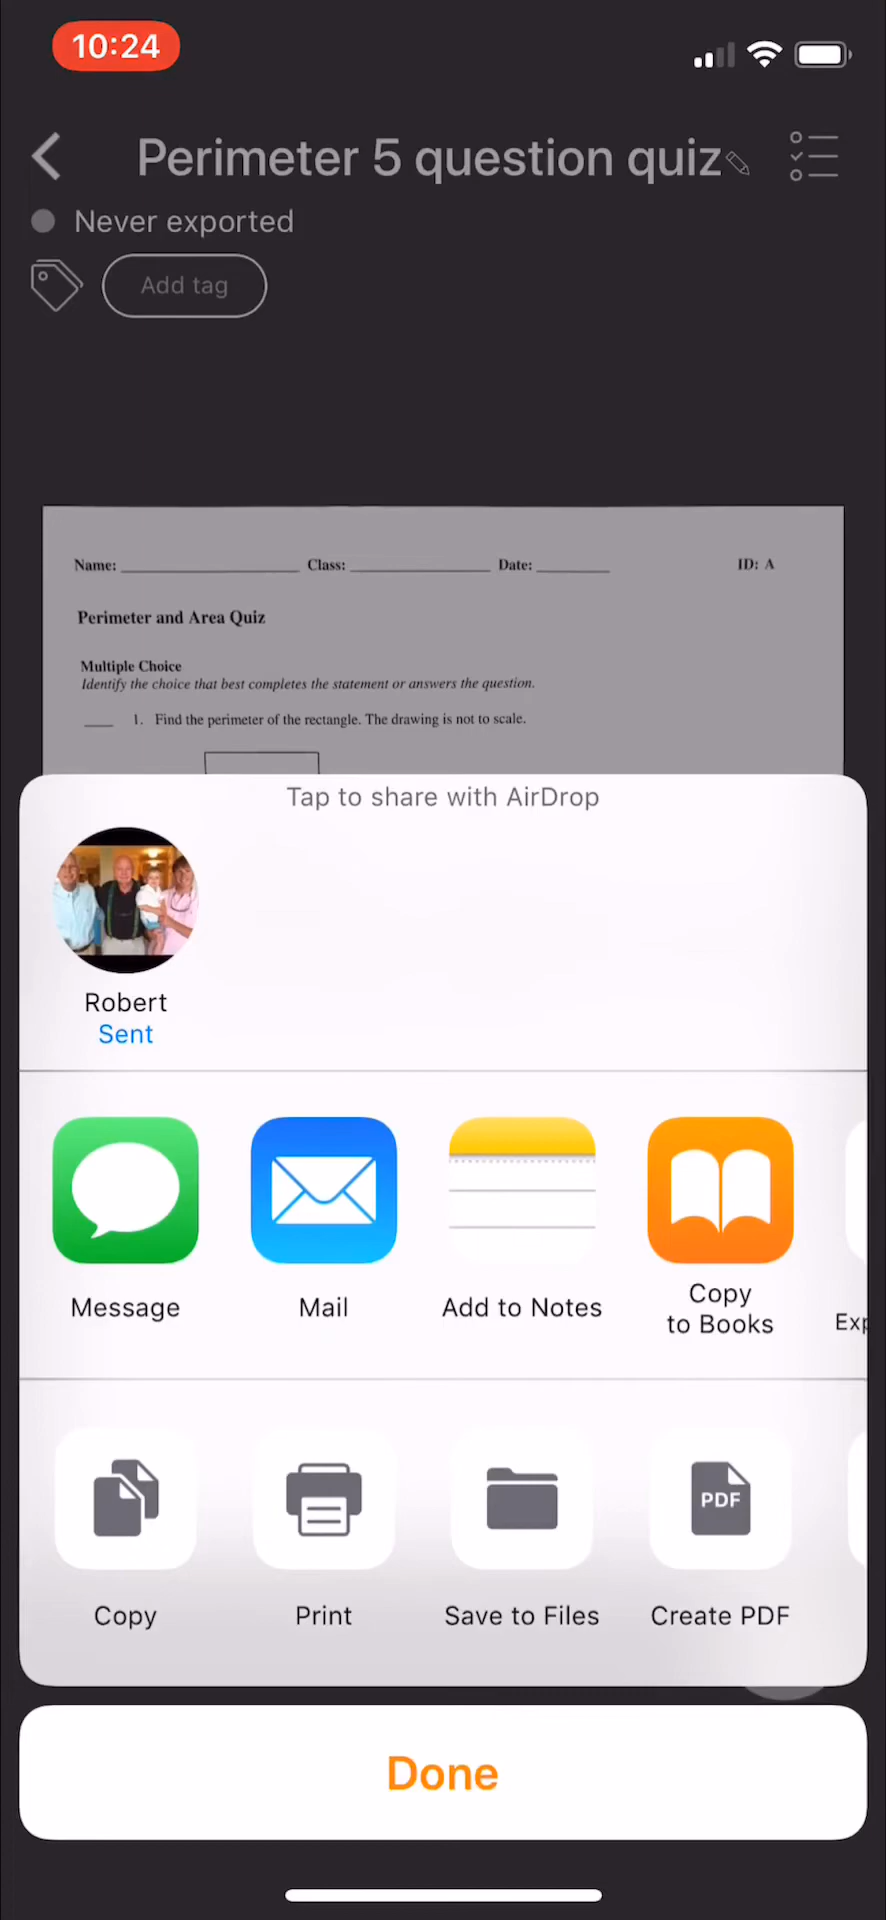 10:24
Perimeter 5 question quiz
Never exported
Add tag
Name: Class: Date: ID: A
Perimeter and Area Quiz
Multiple Choice
Identify the choice that best completes the statement or answers the question.
1. Find the perimeter of the rectangle. The drawing is not to scale.
Tap to share with AirDrop
Robert
Sent
Message
Mail
Add to Notes
Copy
to Books
Exp
PDF
Copy
Print
Save to Files
Create PDF
Done